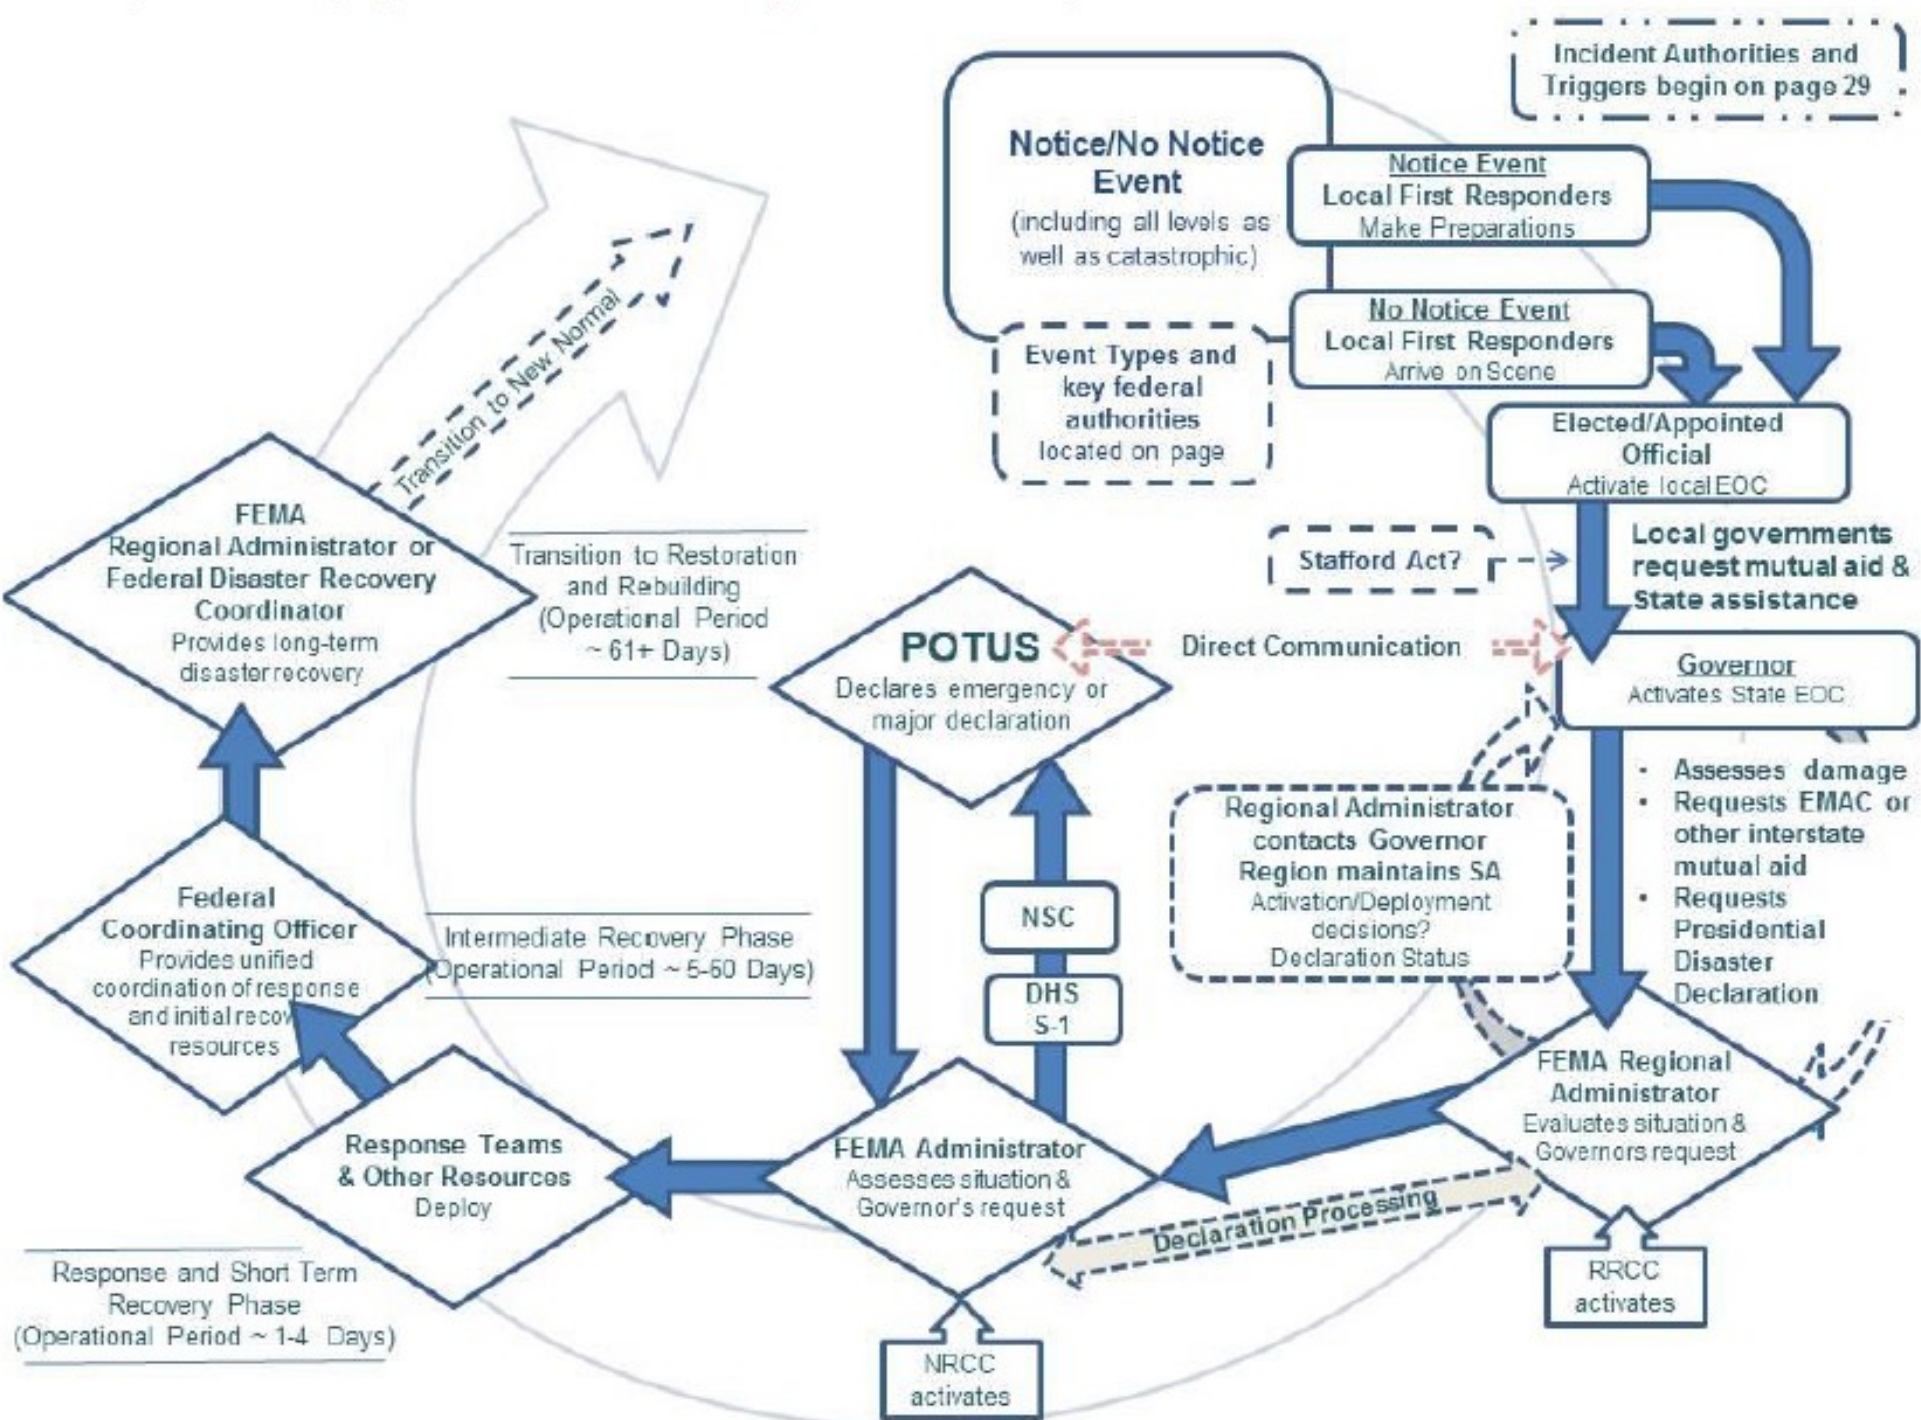 Incident Authorities and
Triggers begin on page 29
Notice/No Notice
Event
(including all levels as
well as catastrophic)
Notice Event
Local First Responders
Make Preparations
No Notice Event
Local First Responders
Arrive on Scene
Event Types and
key federal
authorities
located on page
Elected/Appointed
Official
Activate local EOC
Stafford Act?
Local governments
request mutual aid &
State assistance
Direct Communication
Governor
Activates State EOC
• Assesses damage
• Requests EMAC or
other interstate
mutual aid
• Requests
Presidential
Disaster
Declaration
Regional Administrator
contacts Governor
Region maintains SA
Activation/Deployment
decisions?
Declaration Status
FEMA Regional
Administrator
Evaluates situation &
Governors request
RRCC
activates
Declaration Processing
FEMA Administrator
Assesses situation &
Governor's request
NRCC
activates
DHS
S-1
NSC
POTUS
Declares emergency or
major declaration
Response Teams
& Other Resources
Deploy
Response and Short Term
Recovery Phase
(Operational Period ~ 1-4 Days)
Federal
Coordinating Officer
Provides unified
coordination of response
and initial recov
resources
Intermediate Recovery Phase
(Operational Period ~ 5-60 Days)
FEMA
Regional Administrator or
Federal Disaster Recovery
Coordinator
Provides long-term
disaster recovery
Transition to Restoration
and Rebuilding
(Operational Period
~ 61+ Days)
Transition to New Normal